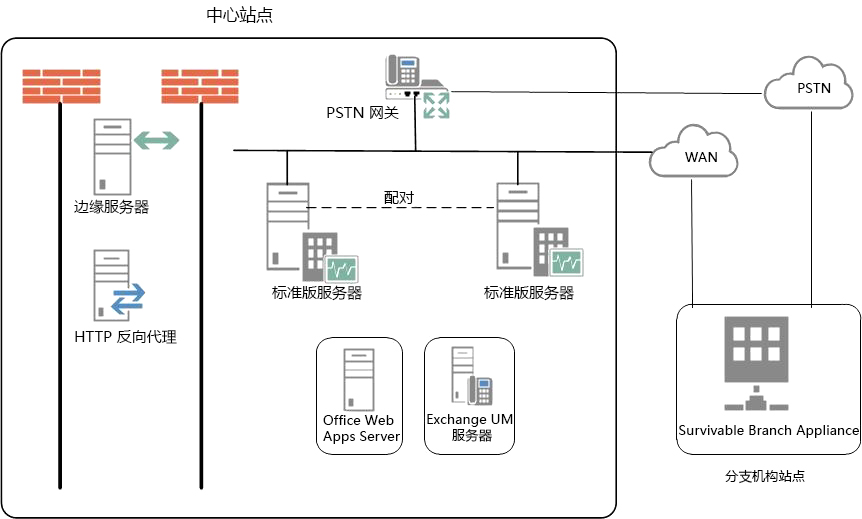 中心站点
PSTN 网关
PSTN
WAN
边缘服务器
配对
标准版服务器
标准版服务器
HTTP 反向代理
Office Web
Apps Server
Exchange UM
服务器
Survivable Branch Appliance
分支机构站点